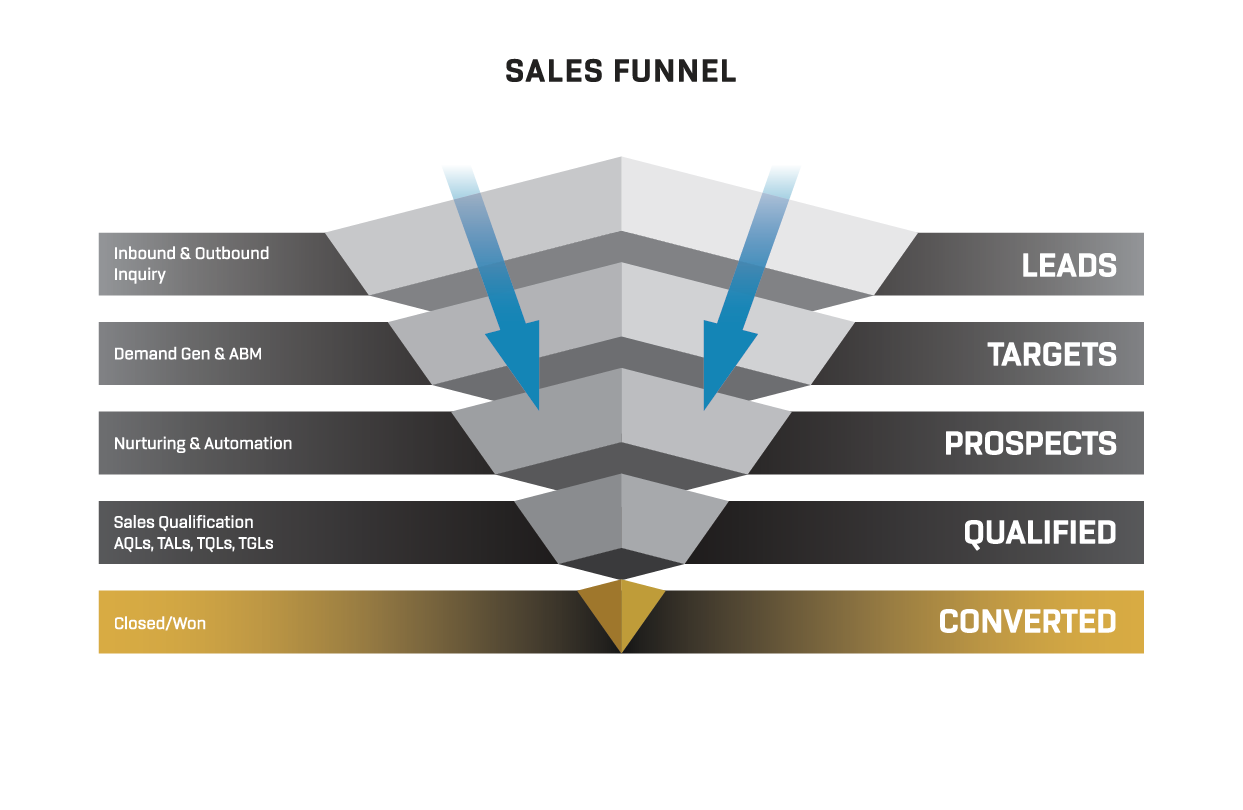 SALES FUNNEL
Inbound & Outbound
Inquiry
LEADS
Demand Gen & ABM
TARGETS
Nurturing & Automation
PROSPECTS
Sales Qualification
AQLs, TALs, TQLs, TGLs
QUALIFIED
Closed/Won
CONVERTED